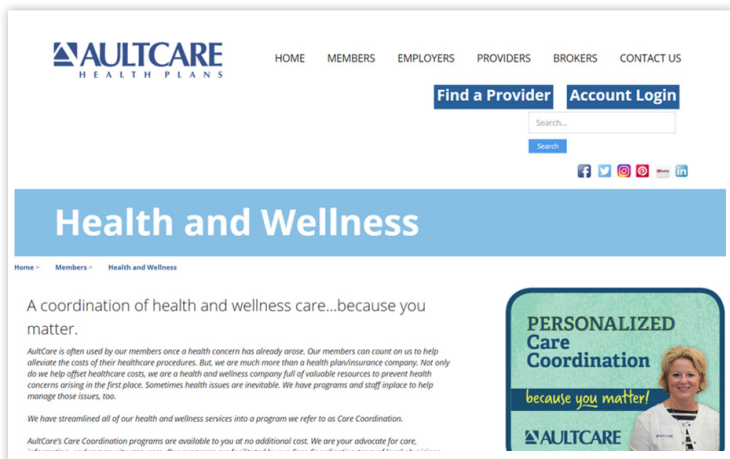 AULTCARE
HEALTH PLANS
HOME MEMBERS EMPLOYERS PROVIDERS BROKERS CONTACT US
Find a Provider Account Login
Search...
Search
Health and Wellness
Home > Members > Health and Wellness
A coordination of health and wellness care...because you
matter.
AultCare is often used by our members once a health concern has already arose. Our members can count on us to help
alleviate the costs of their healthcare procedures. But, we are much more than a health plan/insurance company. Not only
do we help offset healthcare costs, we are a health and wellness company full of valuable resources to prevent health
concerns arising in the first place. Sometimes health issues are inevitable. We have programs and staff inplace to help
manage those issues, too.
We have streamlined all of our health and wellness services into a program we refer to as Care Coordination.
AultCare's Care Coordination programs are available to you at no additional cost. We are your advocate for care,
PERSONALIZED
Care
Coordination
because you matter!
AULTCARE